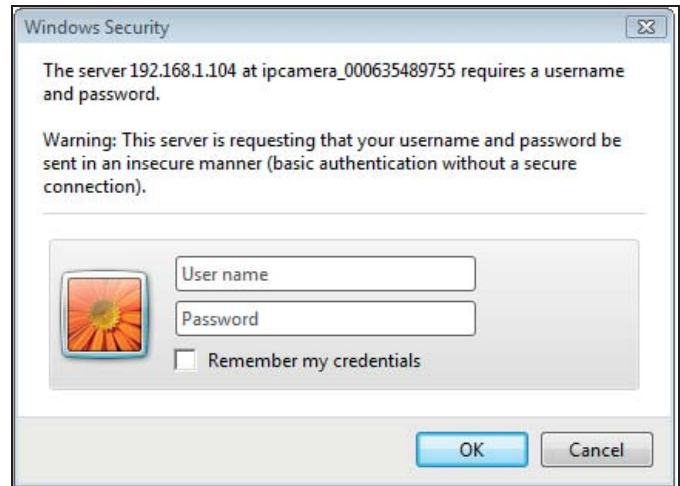 Windows Security
The server 192.168.1.104 at ipcamera_000635489755 requires a username
and password.
Warning: This server is requesting that your username and password be
sent in an insecure manner (basic authentication without a secure
connection).
User name
Password
Remember my credentials
OK
Cancel